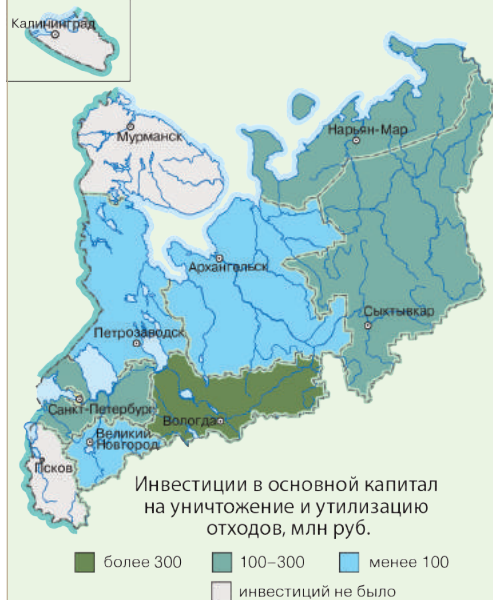 Калининград
Мурманск
Нарьян-Мар
Архангельск
Сыктывкар
Петрозаводск
Санкт-Петербург
Вологда
Великий
Новгород
Псков
Инвестиции в основной капитал
на уничтожение и утилизацию
отходов, млн руб.
более 300
100–300
менее 100
инвестиций не было